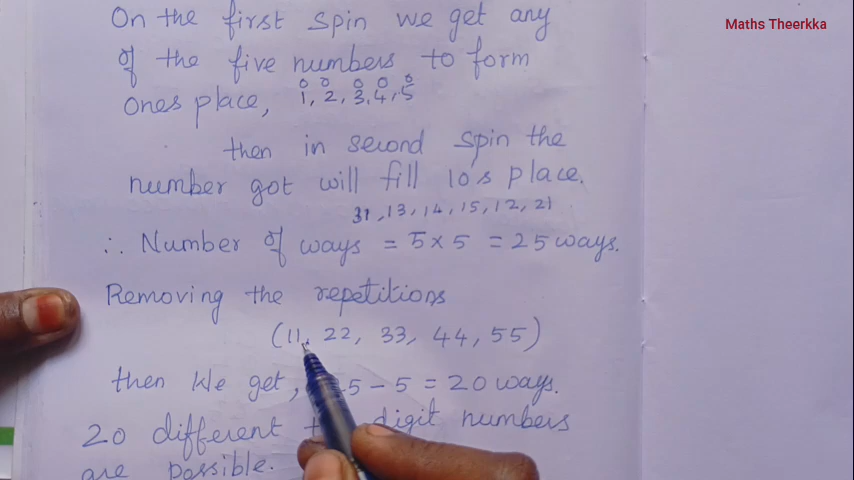 Maths Theerkka
On the first spin we get any
of the five numbers to form
ones place, 1, 2, 3, 4, 5
then in second spin the
number got will fill 10's place.
31, 13, 14, 15, 12, 21
∴ Number of ways = 5 × 5 = 25 ways.
Removing the repetitions
(11, 22, 33, 44, 55)
then we get, 5 - 5 = 20 ways.
20 different digit numbers
are possible.